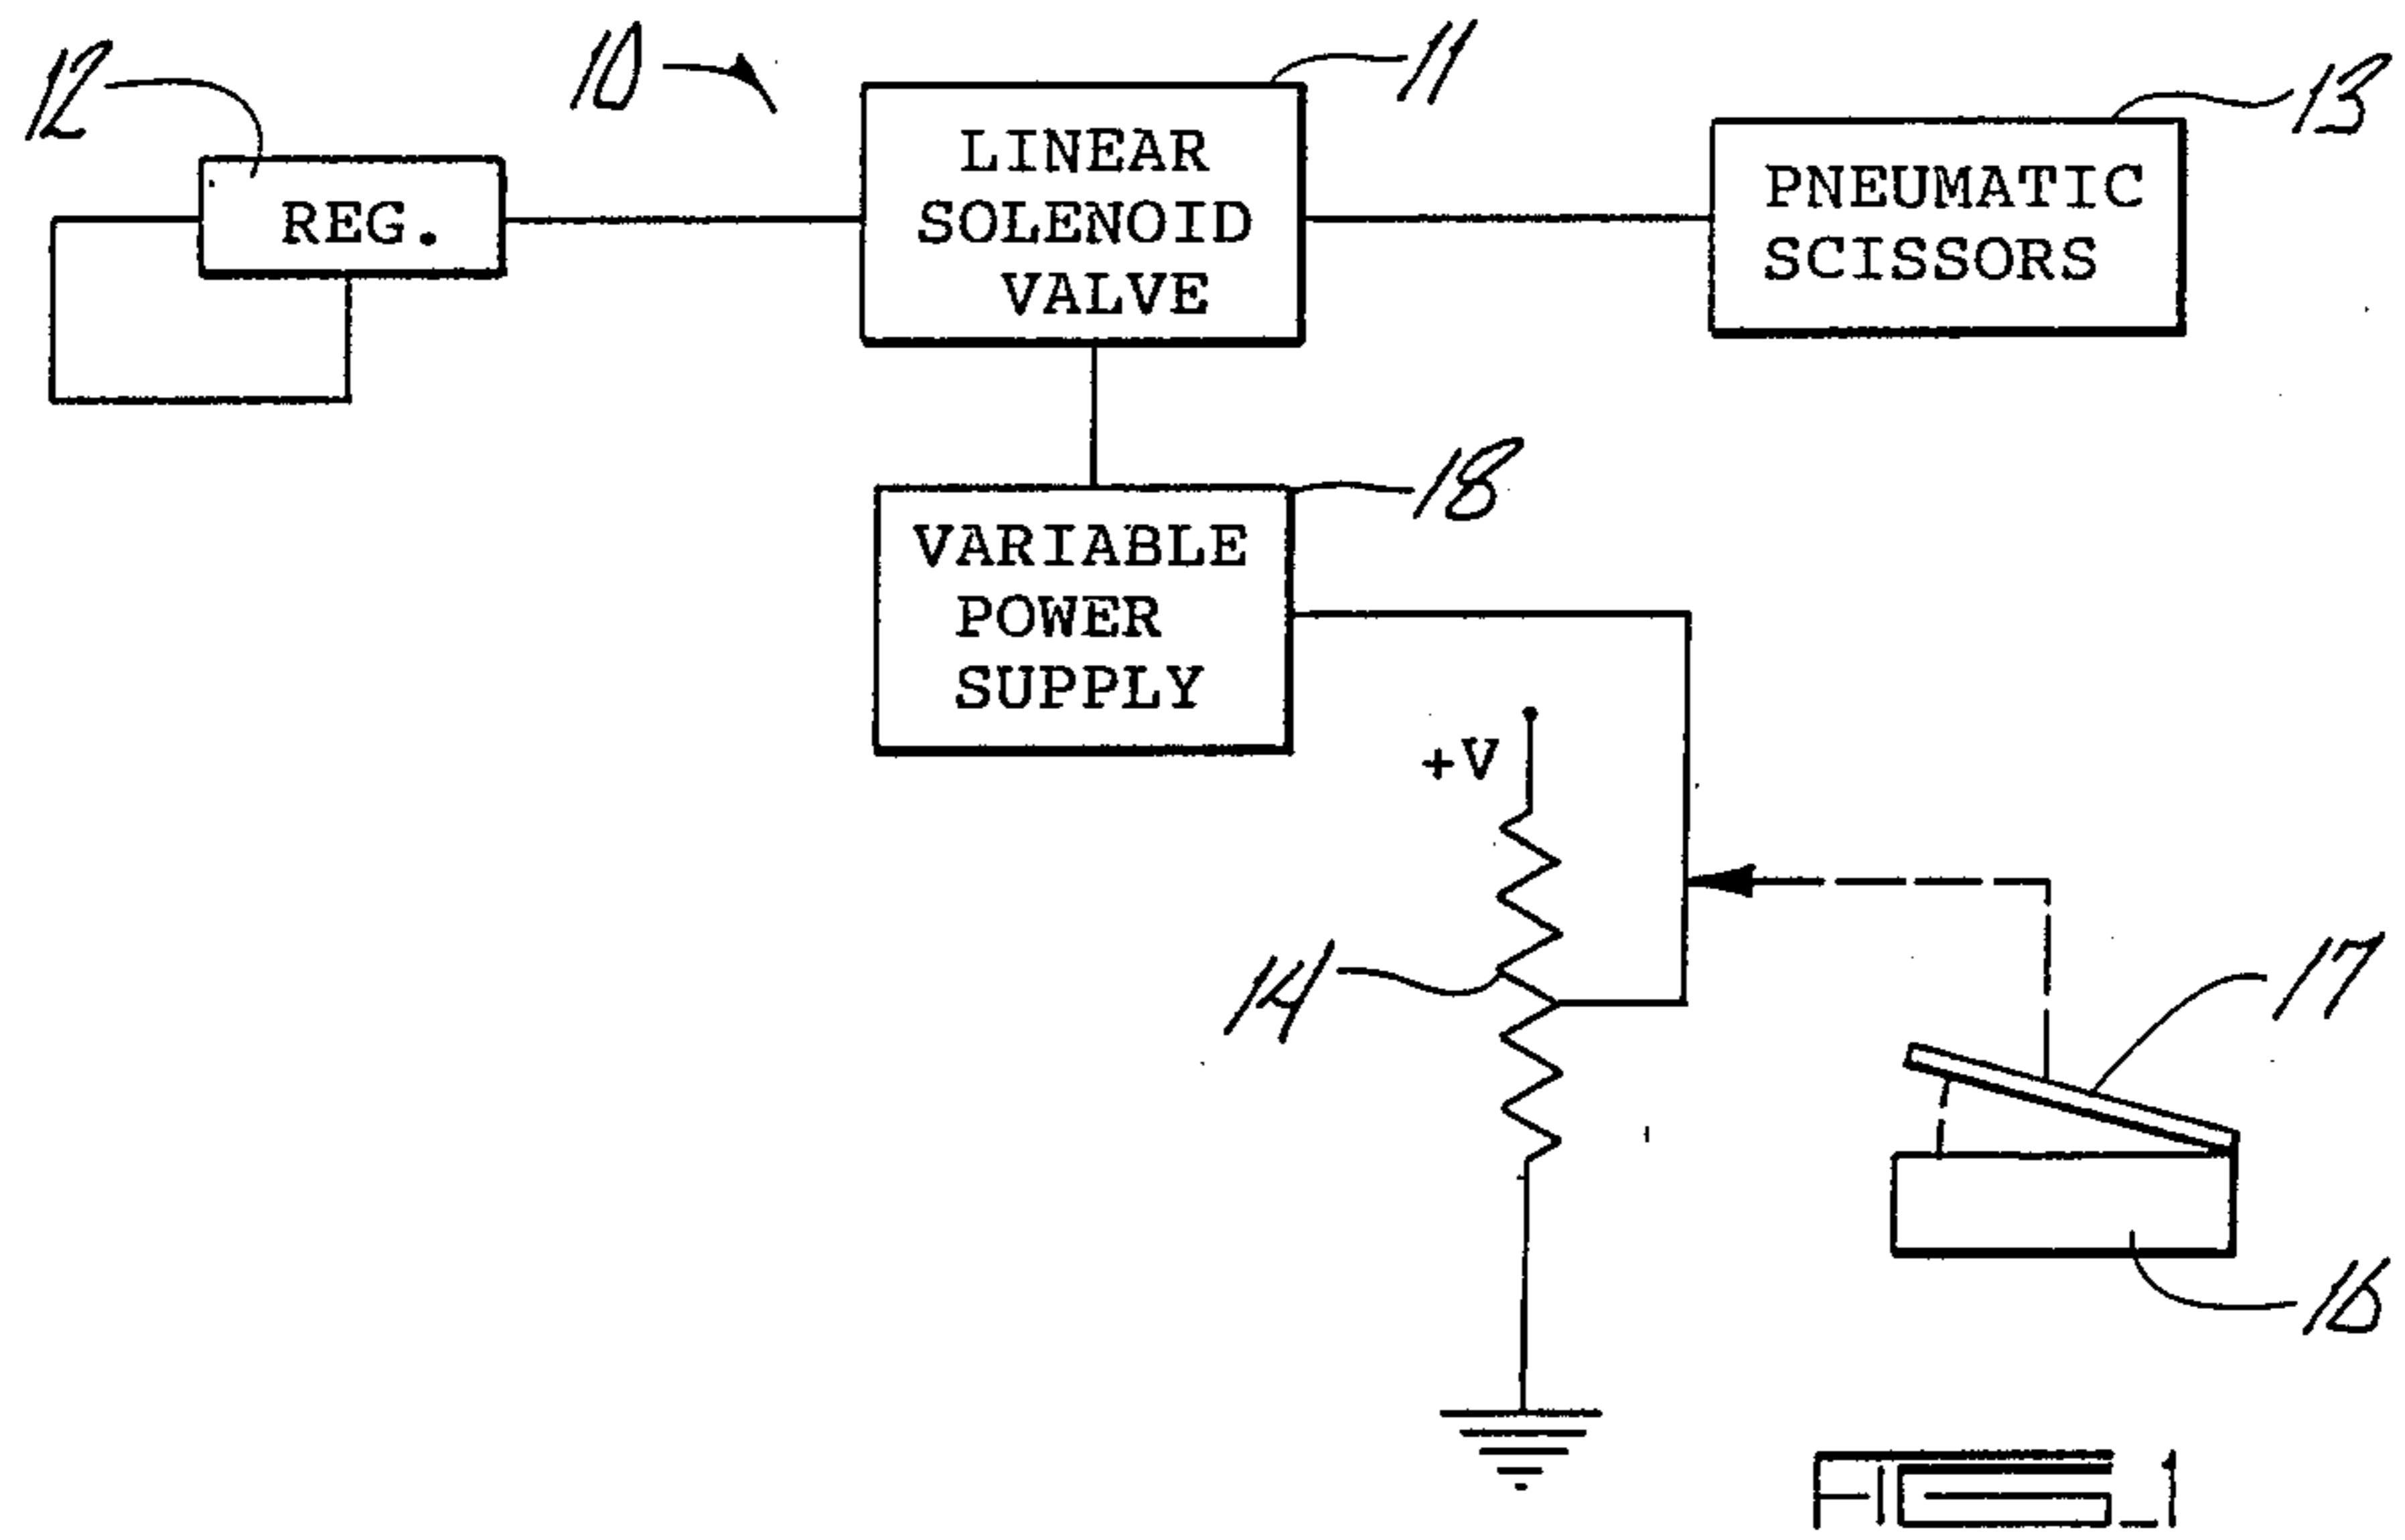 12
10
11
13
REG.
LINEAR
SOLENOID
VALVE
PNEUMATIC
SCISSORS
18
VARIABLE
POWER
SUPPLY
+V
14
17
16
FIG_1